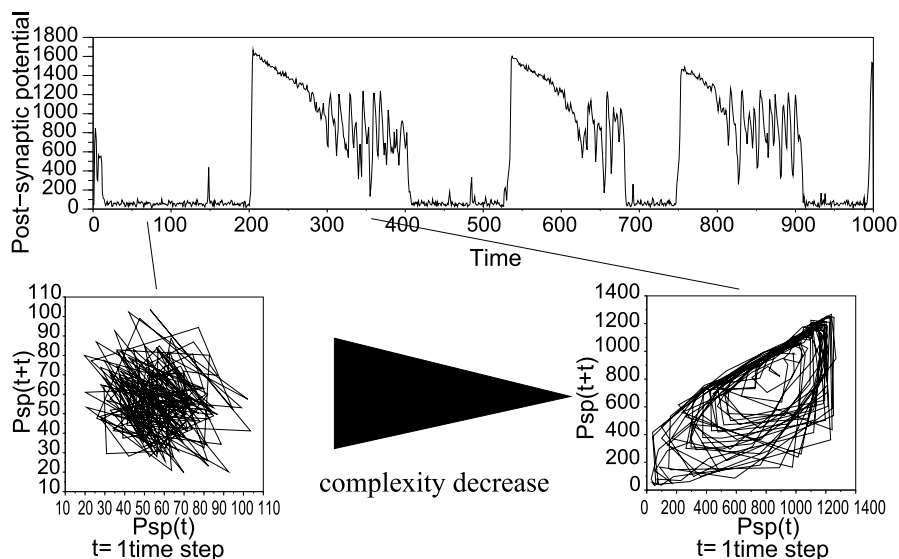 Post-synaptic potential
1800
1600
1400
1200
1000
800
600
400
200
0
0 100 200 300 400 500 600 700 800 900 1000
Time
Psp(t+t)
110
100
90
80
70
60
50
40
30
20
10
10 20 30 40 50 60 70 80 90 100 110
Psp(t)
t= 1time step
complexity decrease
Psp(t+t)
1400
1200
1000
800
600
400
200
0
0 200 400 600 800 1000 1200 1400
Psp(t)
t= 1time step